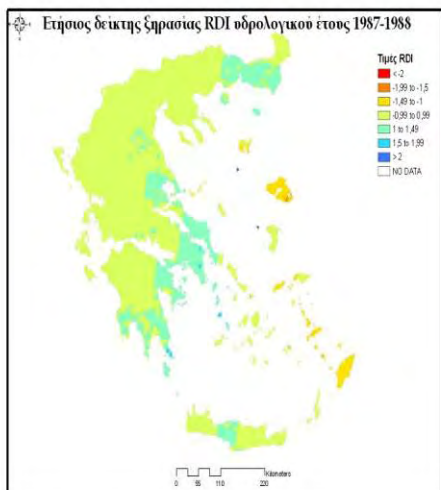 Ετήσιος δείκτης ξηρασίας RDI υδρολογικού έτους 1987-1988
Τιμές RDI
< -2
-1,99 to -1,5
-1,49 to -1
-0,99 to 0,99
1 to 1,49
1,5 to 1,99
> 2
NO DATA
Kilometers
0 55 110 220